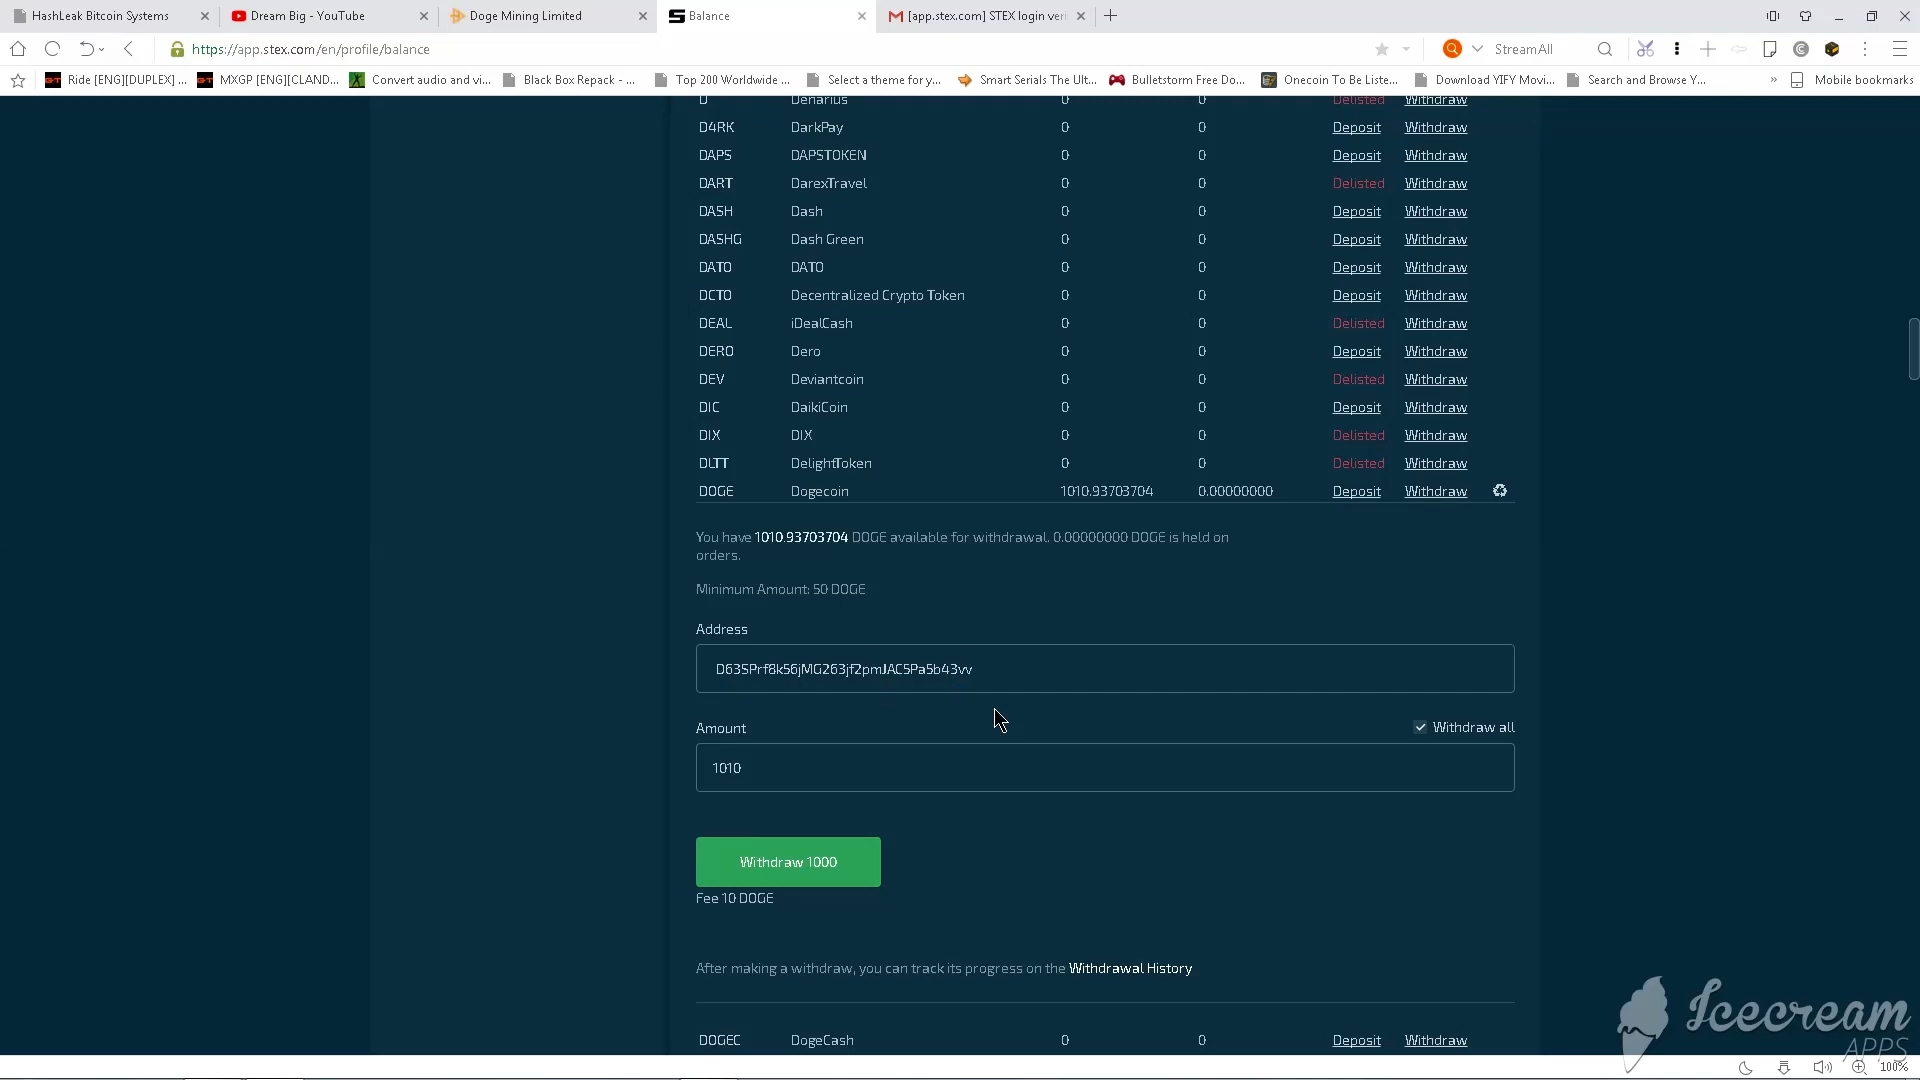 HashLeak Bitcoin Systems
Dream Big - YouTube
Doge Mining Limited
Balance
[app.stex.com] STEX login veri
https://app.stex.com/en/profile/balance
StreamAll
Ride [ENG][DUPLEX] ...
MXGP [ENG][CLAND...
Convert audio and vi...
Black Box Repack - ...
Top 200 Worldwide ...
Select a theme for y...
Smart Serials The Ult...
Bulletstorm Free Do...
Onecoin To Be Liste...
Download YIFY Movi...
Search and Browse Y...
»
Mobile bookmarks
D Denarius 0 0 Delisted Withdraw
D4RK DarkPay 0 0 Deposit Withdraw
DAPS DAPSTOKEN 0 0 Deposit Withdraw
DART DarexTravel 0 0 Delisted Withdraw
DASH Dash 0 0 Deposit Withdraw
DASHG Dash Green 0 0 Deposit Withdraw
DATO DATO 0 0 Deposit Withdraw
DCTO Decentralized Crypto Token 0 0 Deposit Withdraw
DEAL iDealCash 0 0 Delisted Withdraw
DERO Dero 0 0 Deposit Withdraw
DEV Deviantcoin 0 0 Delisted Withdraw
DIC DaikiCoin 0 0 Deposit Withdraw
DIX DIX 0 0 Delisted Withdraw
DLTT DelightToken 0 0 Delisted Withdraw
DOGE Dogecoin 1010.93703704 0.00000000 Deposit Withdraw
You have 1010.93703704 DOGE available for withdrawal. 0.00000000 DOGE is held on
orders.
Minimum Amount: 50 DOGE
Address
D63SPrf8k56jMG263jf2pmJAC5Pa5b43vv
Amount
Withdraw all
1010
Withdraw 1000
Fee 10 DOGE
After making a withdraw, you can track its progress on the Withdrawal History
DOGEC DogeCash 0 0 Deposit Withdraw
Icecream
APPS
100%